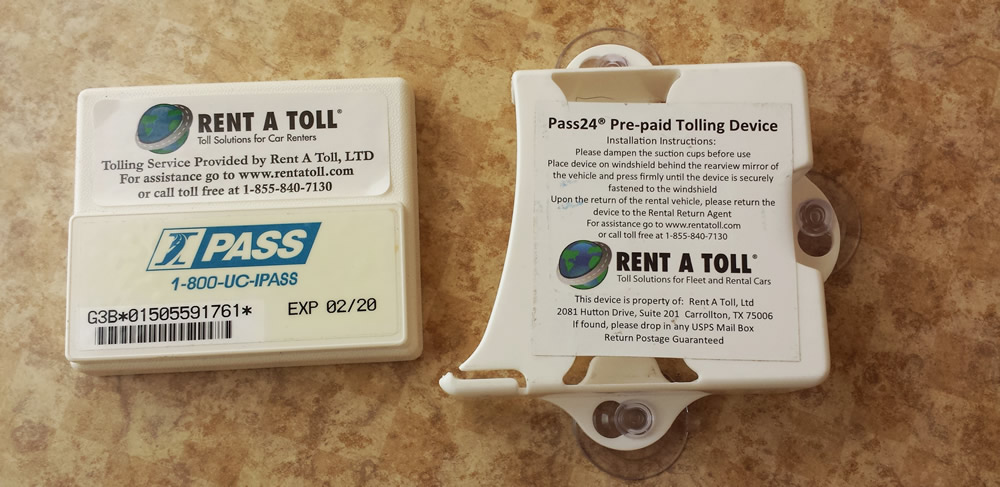 RENT A TOLL®
Toll Solutions for Car Renters
Tolling Service Provided by Rent A Toll, LTD
For assistance go to www.rentatoll.com
or call toll free at 1-855-840-7130
I PASS
1-800-UC-IPASS
G3B*01505591761*
EXP 02/20
Pass24® Pre-paid Tolling Device
Installation Instructions:
Please dampen the suction cups before use
Place device on windshield behind the rearview mirror of
the vehicle and press firmly until the device is securely
fastened to the windshield
Upon the return of the rental vehicle, please return the
device to the Rental Return Agent
For assistance go to www.rentatoll.com
or call toll free at 1-855-840-7130
RENT A TOLL®
Toll Solutions for Fleet and Rental Cars
This device is property of: Rent A Toll, Ltd
2081 Hutton Drive, Suite 201 Carrollton, TX 75006
If found, please drop in any USPS Mail Box
Return Postage Guaranteed